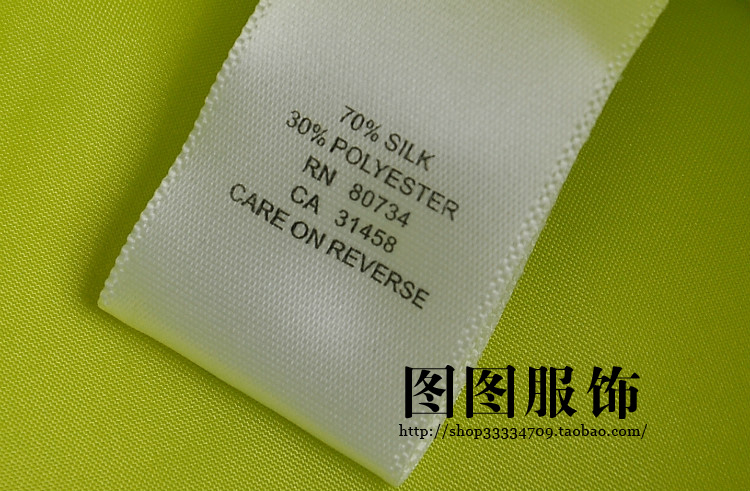 70% SILK
30% POLYESTER
RN 80734
CA 31458
CARE ON REVERSE
图图服饰
http://shop33334709.taobao.com/